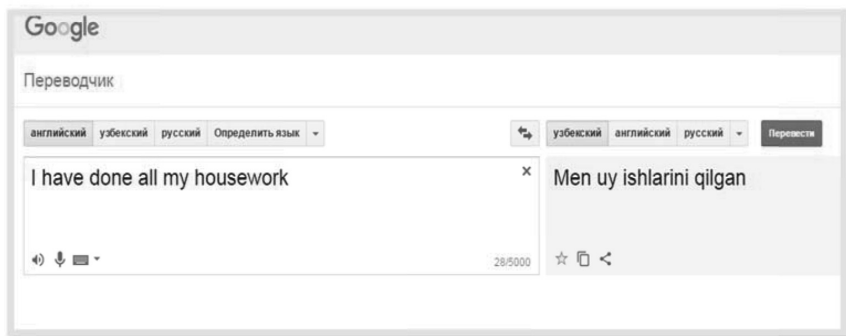 Google
Переводчик
английский узбекский русский Определить язык узбекский английский русский Перевести
I have done all my housework x Men uy ishlarini qilgan
28/5000